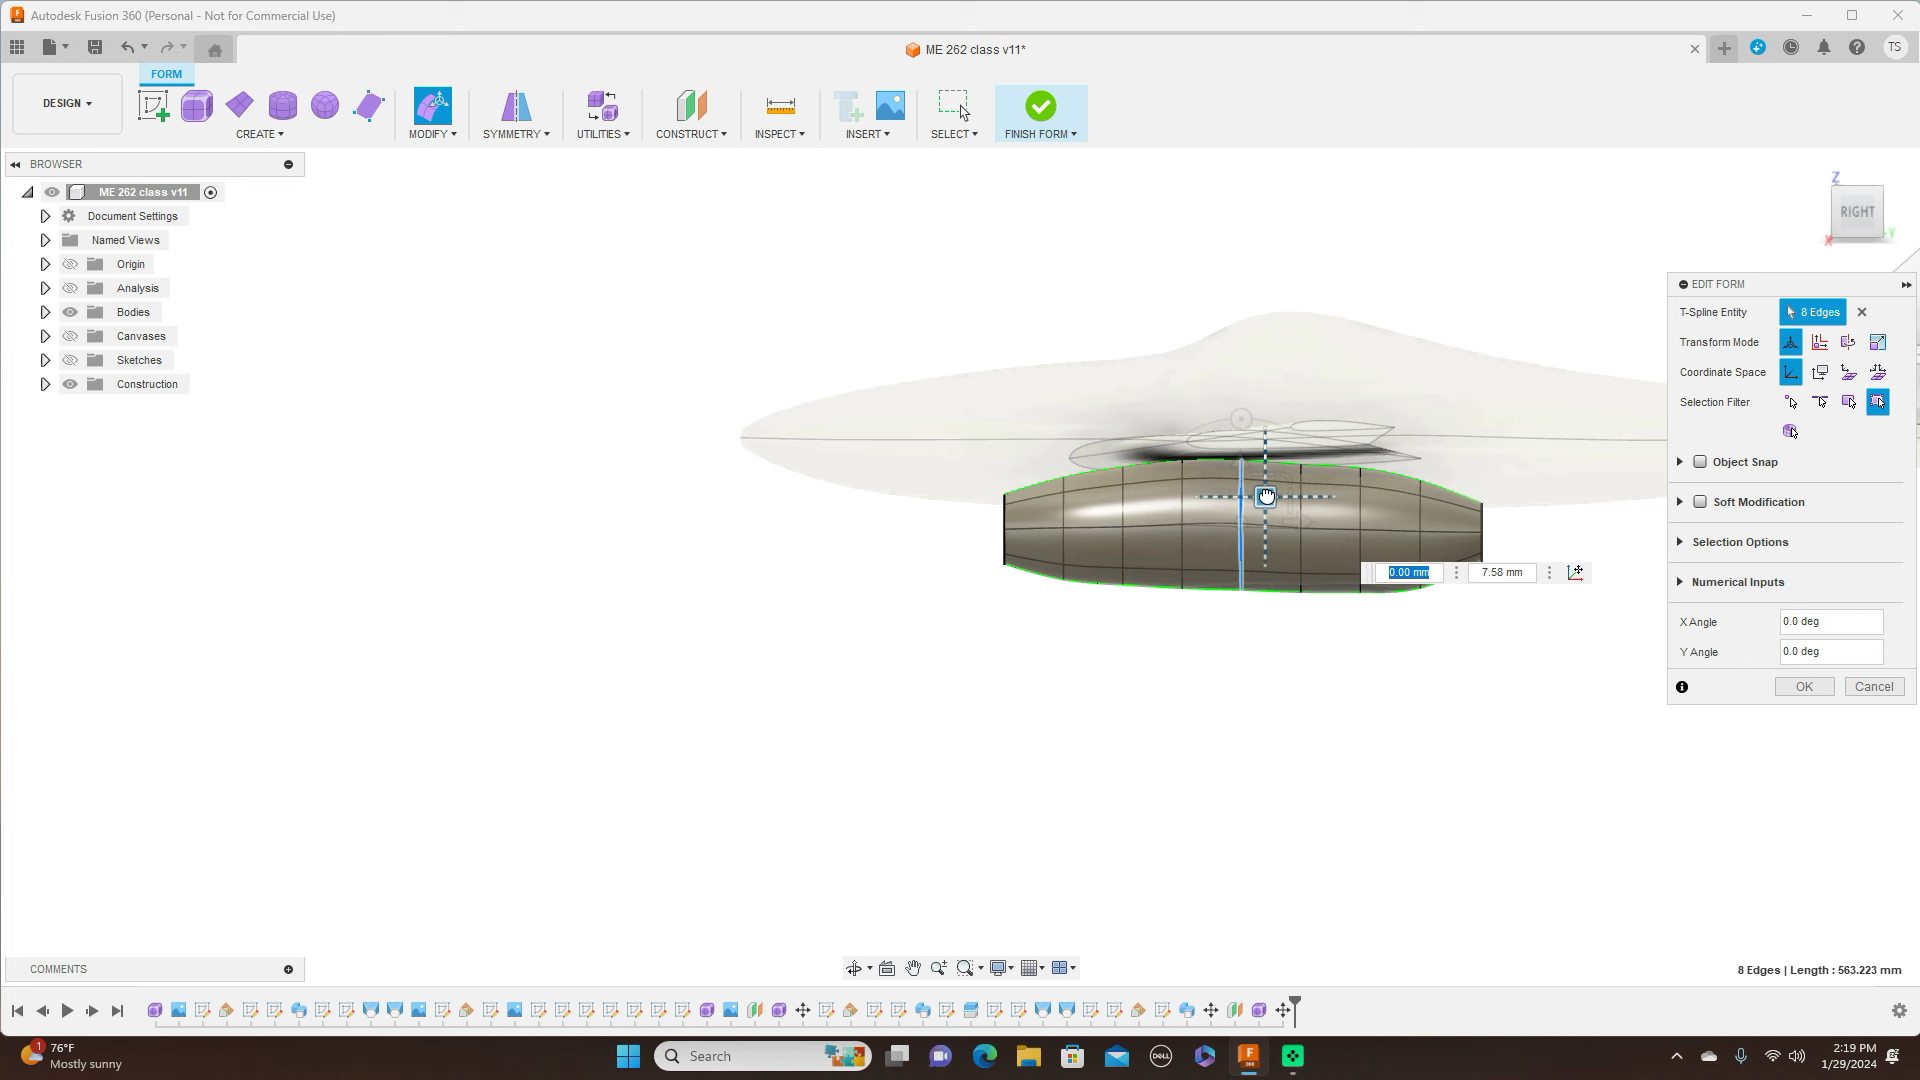 Autodesk Fusion 360 (Personal - Not for Commercial Use)
ME 262 class v11*
TS
FORM
DESIGN
CREATE
MODIFY
SYMMETRY
UTILITIES
CONSTRUCT
INSPECT
INSERT
SELECT
FINISH FORM
BROWSER
ME 262 class v11
Document Settings
Named Views
Origin
Analysis
Bodies
Canvases
Sketches
Construction
Z
RIGHT
X
Y
EDIT FORM
T-Spline Entity
8 Edges
Transform Mode
Coordinate Space
Selection Filter
Object Snap
Soft Modification
Selection Options
Numerical Inputs
X Angle
0.0 deg
Y Angle
0.0 deg
OK
Cancel
0.00 mm
7.58 mm
COMMENTS
8 Edges | Length : 563.223 mm
1
76°F
Mostly sunny
Search
DELL
F
360
2:19 PM
1/29/2024